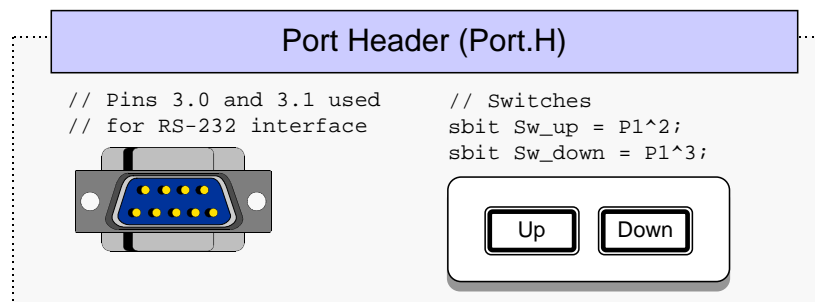 Port Header (Port.H)
// Pins 3.0 and 3.1 used
// for RS-232 interface
// Switches
sbit Sw_up = P1^2;
sbit Sw_down = P1^3;
Up
Down